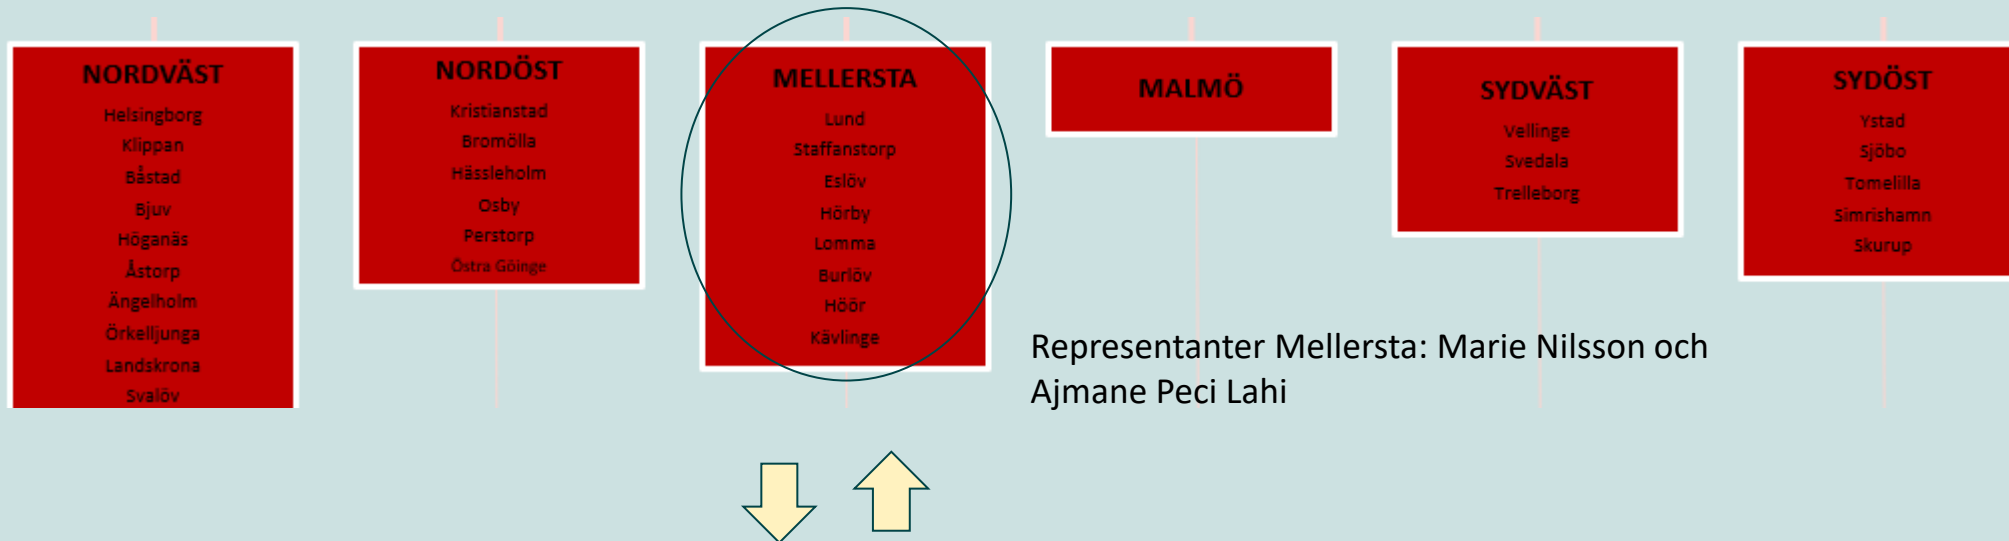 NORDVÄST
Helsingborg
Klippan
Båstad
Bjuv
Höganäs
Åstorp
Ängelholm
Örkelljunga
Landskrona
Svalöv
NORDÖST
Kristianstad
Bromölla
Hässleholm
Osby
Perstorp
Östra Göinge
MELLERSTA
Lund
Staffanstorp
Eslöv
Hörby
Lomma
Burlöv
Höör
Kävlinge
MALMÖ
SYDVÄST
Vellinge
Svedala
Trelleborg
SYDÖST
Ystad
Sjöbo
Tomelilla
Simrishamn
Skurup
Representanter Mellersta: Marie Nilsson och
Ajmane Peci Lahi